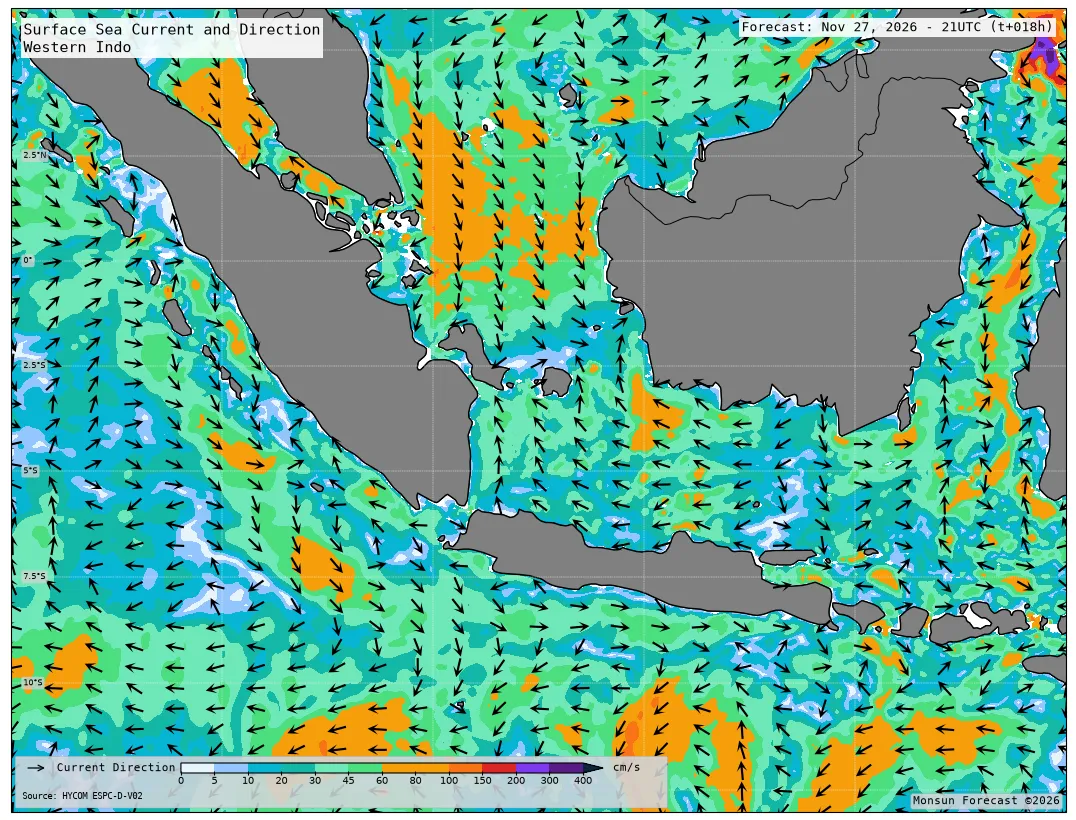 Surface Sea Current and Direction
Western Indo
Forecast: Nov 27, 2026 - 21UTC (t+018h)
2.5°N
0°
2.5°S
5°S
7.5°S
10°S
Current Direction
cm/s
0 5 10 20 30 45 60 80 100 150 200 300 400
Source: HYCOM ESPC-D-V02
Monsun Forecast ©2026